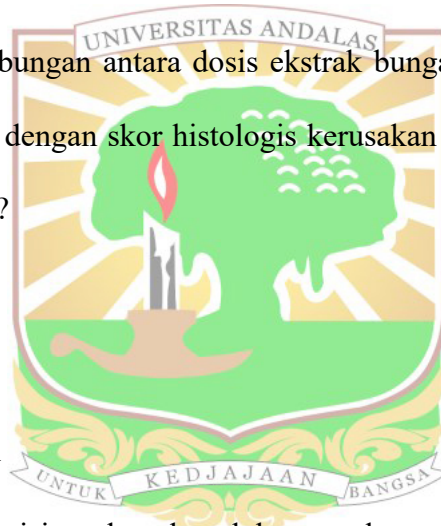 UNIVERSITAS ANDALAS
bungan antara dosis ekstrak bunga
dengan skor histologis kerusakan
?
UNTUK KEDJAJAAN BANGSA